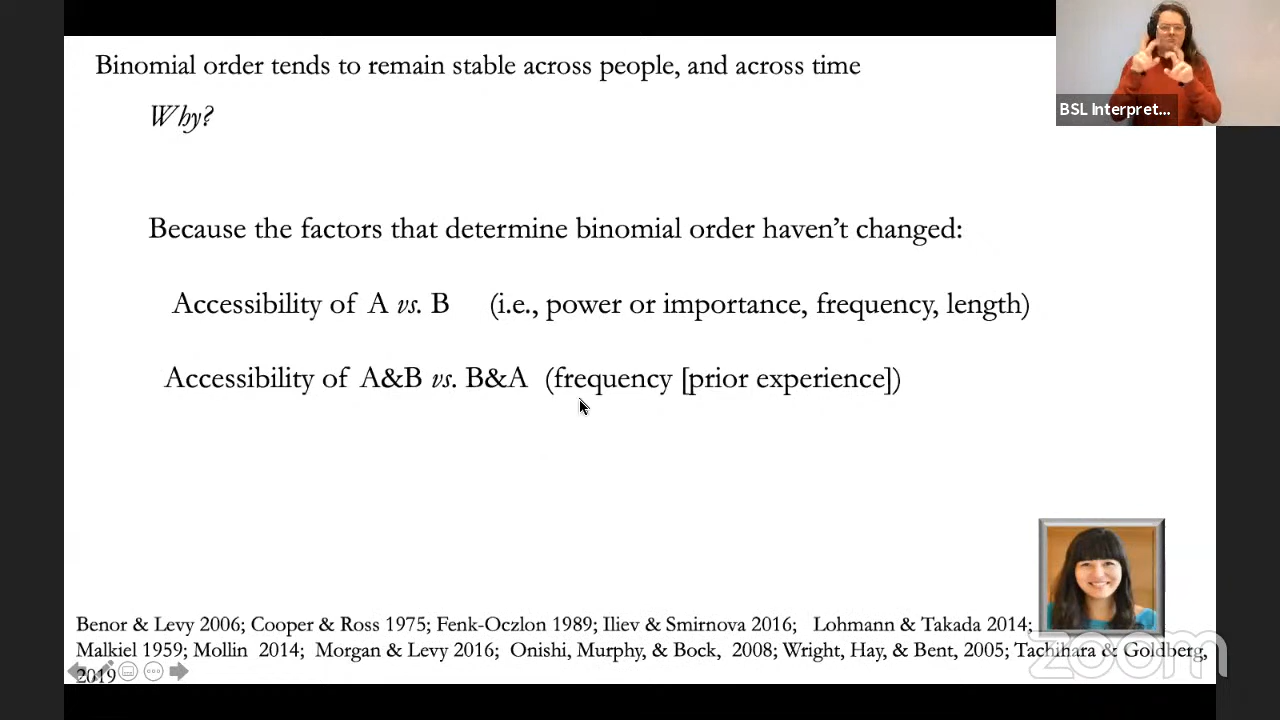 Binomial order tends to remain stable across people, and across time
BSL Interpret...
Why?
Because the factors that determine binomial order haven't changed:
Accessibility of A vs. B (i.e., power or importance, frequency, length)
Accessibility of A&B vs. B&A (frequency [prior experience])
Benor & Levy 2006; Cooper & Ross 1975; Fenk-Oczlon 1989; Iliev & Smirnova 2016; Lohmann & Takada 2014;
Malkiel 1959; Mollin 2014; Morgan & Levy 2016; Onishi, Murphy, & Bock, 2008; Wright, Hay, & Bent, 2005; Tachihara & Goldberg,
2019
zoom